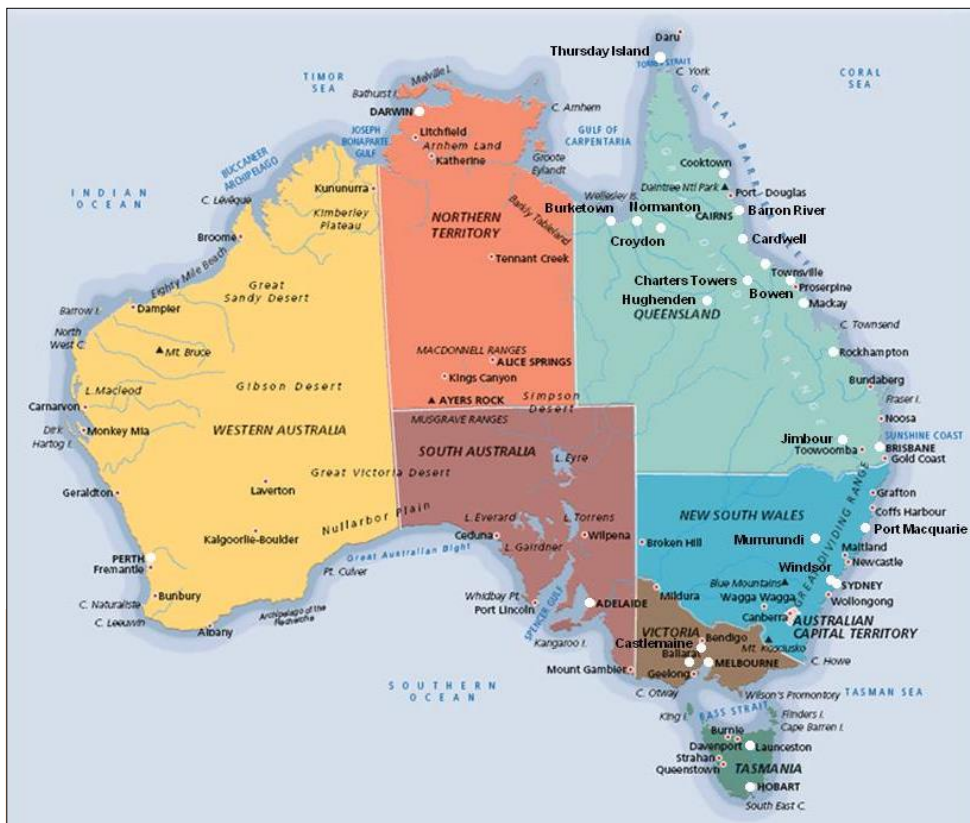 Daru
Thursday Island
TORRES STRAIT
C. York
TIMOR
SEA
CORAL
SEA
Melville I.
Bathurst I.
DARWIN
C. Arnhem
GREAT BARRIER REEF
JOSEPH
BONAPARTE
GULF
Litchfield
Arnhem Land
Katherine
GULF OF
CARPENTARIA
Groote
Eylandt
BUCCANEER
ARCHIPELAGO
INDIAN
OCEAN
C. Lévêque
Kununurra
Kimberley
Plateau
Cooktown
Daintree Ntl Park
Port Douglas
Wellesley Is.
Burketown
Normanton
CAIRNS
Barron River
Croydon
Cardwell
NORTHERN
TERRITORY
Barkly Tableland
Broome
Eighty Mile Beach
Tennant Creek
Great
Sandy Desert
Charters Towers
Townsville
Bowen
Proserpine
Hughenden
Mackay
QUEENSLAND
Barrow I.
Dampier
North
West C.
Mt. Bruce
C. Townsend
Rockhampton
MACDONNELL RANGES
ALICE SPRINGS
Kings Canyon
AYERS ROCK
Simpson
Desert
Gibson Desert
L. Macleod
Carnarvon
Dirk
Hartog I.
Monkey Mia
Bundaberg
Fraser I.
Noosa
MUSGRAVE RANGES
WESTERN AUSTRALIA
SOUTH AUSTRALIA
L. Eyre
Jimbour
Toowoomba
SUNSHINE COAST
BRISBANE
Gold Coast
Great Victoria Desert
Geraldton
Laverton
Nullarbor Plain
L. Everard
L. Torrens
NEW SOUTH WALES
GREAT DIVIDING RANGE
Grafton
Coffs Harbour
Port Macquarie
Kalgoorlie-Boulder
Ceduna
Wilpena
L. Gairdner
Broken Hill
Murrurundi
Maitland
Newcastle
PERTH
Fremantle
Great Australian Bight
Pt. Culver
Windsor
Blue Mountains
SYDNEY
Wollongong
Bunbury
C. Naturaliste
C. Leeuwin
Albany
Archipelago of the
Recherche
Whidbay Pt.
Port Lincoln
SPENCER GULF
ADELAIDE
Mildura
Wagga Wagga
Canberra
AUSTRALIAN
CAPITAL TERRITORY
Kangaroo I.
VICTORIA
Castlemaine
Bendigo
Mt. Kosciusko
Ballarat
MELBOURNE
Mount Gambier
Geelong
C. Howe
SOUTHERN
OCEAN
C. Otway
Wilson's Promontory
TASMAN SEA
King I.
BASS STRAIT
Flinders I.
Cape Barren I.
Burnie
Davenport
Launceston
Strahan
Queenstown
TASMANIA
HOBART
South East C.
GREAT DIVIDING RANGE